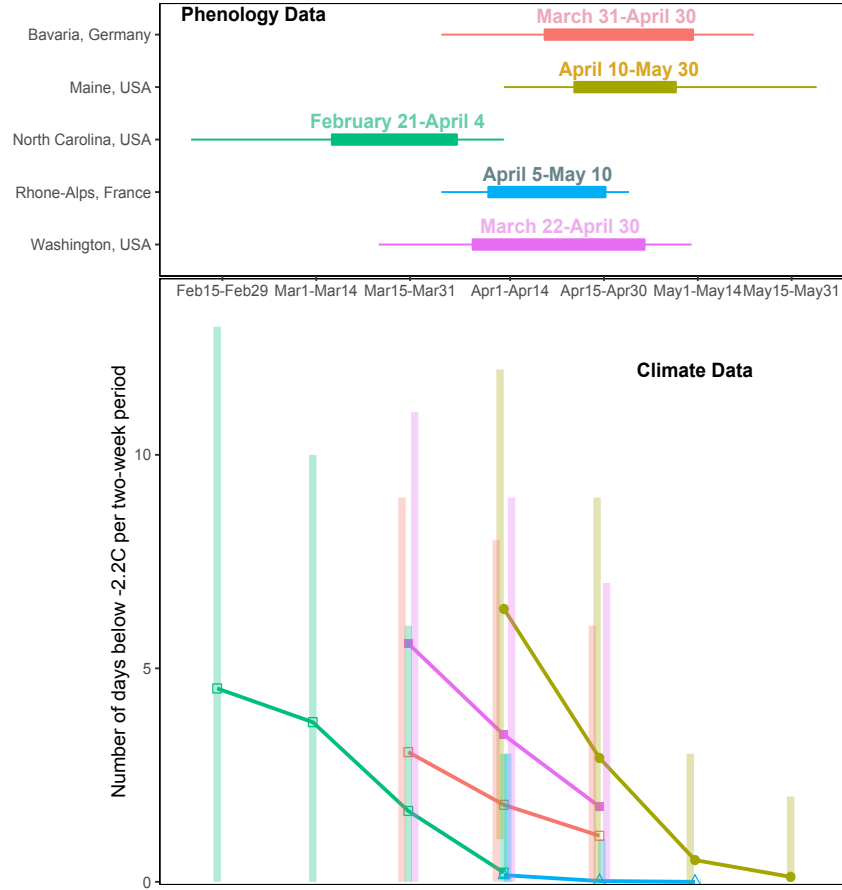 Phenology Data
Bavaria, Germany
March 31-April 30
Maine, USA
April 10-May 30
North Carolina, USA
February 21-April 4
Rhone-Alps, France
April 5-May 10
Washington, USA
March 22-April 30
Feb15-Feb29 Mar1-Mar14 Mar15-Mar31 Apr1-Apr14 Apr15-Apr30 May1-May14 May15-May31
Climate Data
Number of days below -2.2C per two-week period
10
5
0